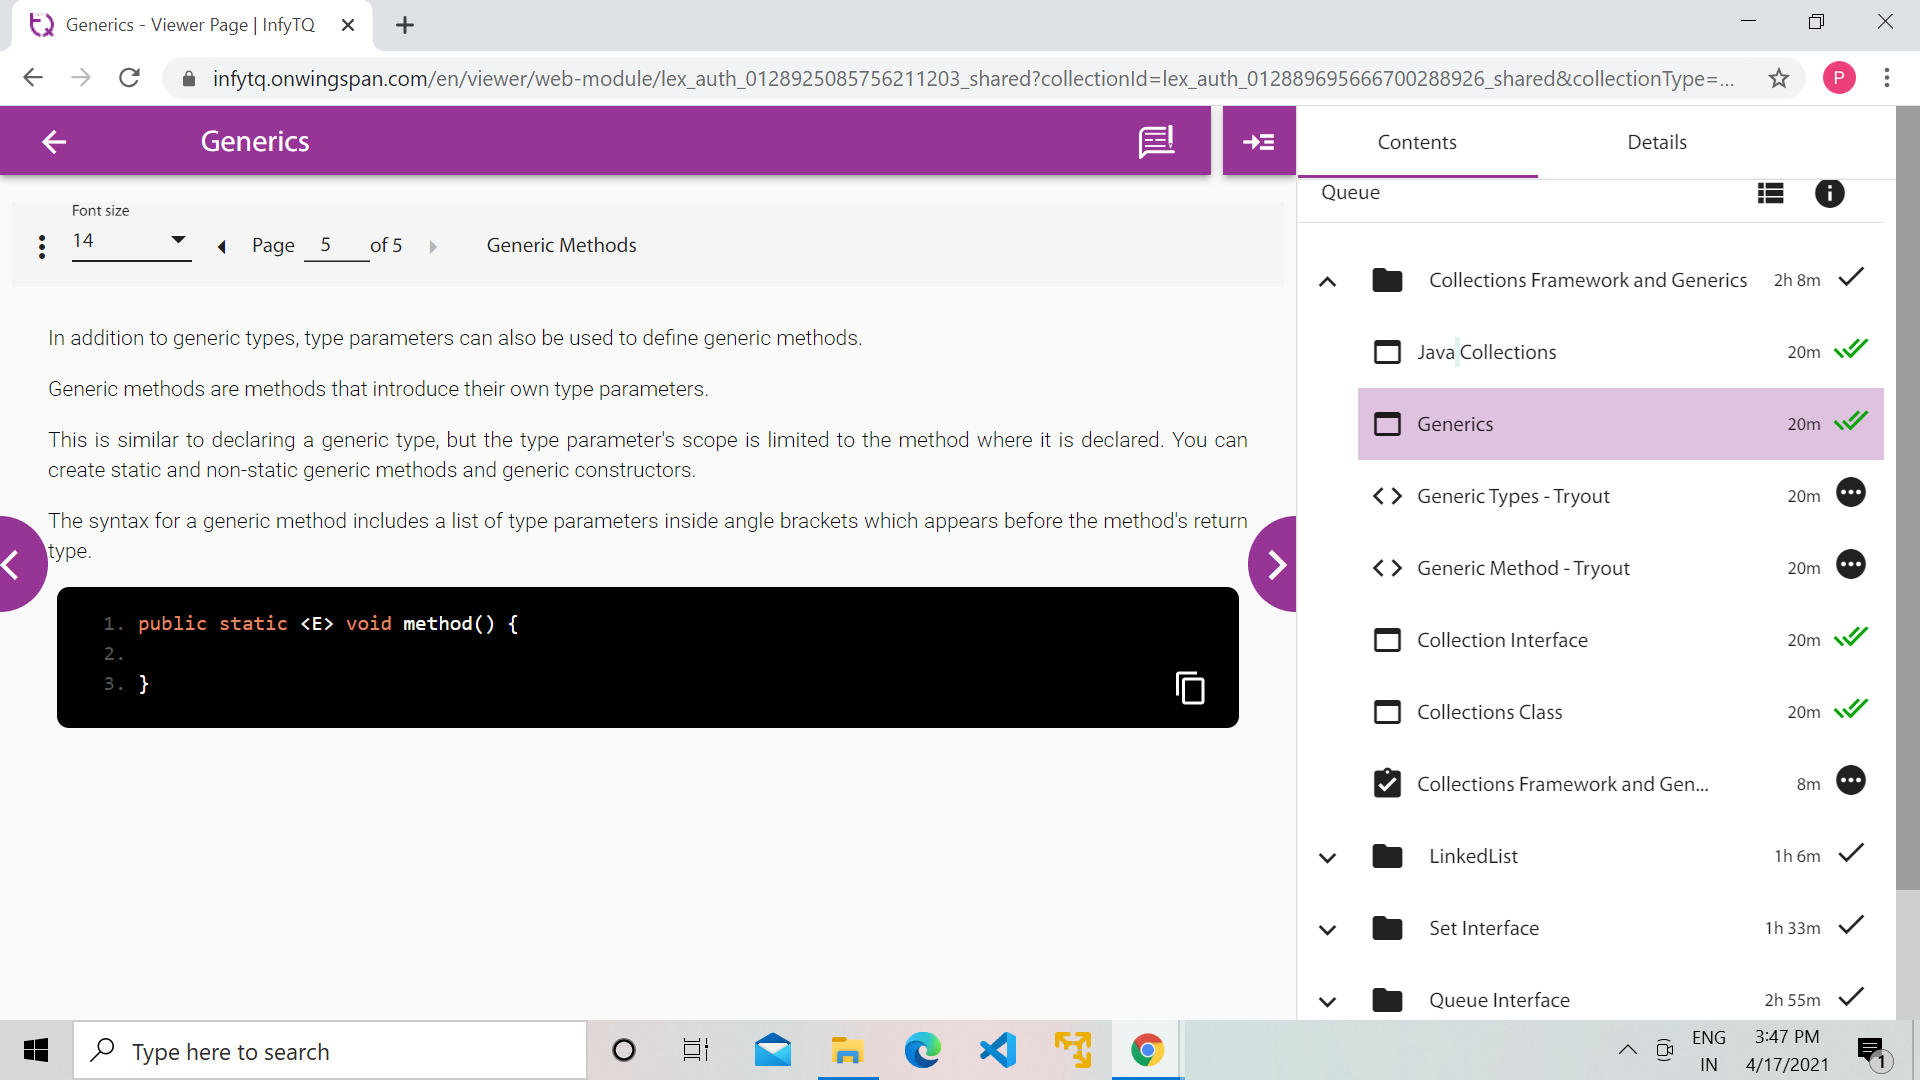 Generics - Viewer Page | InfyTQ
infytq.onwingspan.com/en/viewer/web-module/lex_auth_0128925085756211203_shared?collectionId=lex_auth_012889695666700288926_shared&collectionType=...
P
Generics
Contents
Details
Font size
14
Page 5 of 5
Generic Methods
In addition to generic types, type parameters can also be used to define generic methods.
Generic methods are methods that introduce their own type parameters.
This is similar to declaring a generic type, but the type parameter's scope is limited to the method where it is declared. You can
create static and non-static generic methods and generic constructors.
The syntax for a generic method includes a list of type parameters inside angle brackets which appears before the method's return
type.
1. public static <E> void method() {
2.
3. }
Queue
Collections Framework and Generics 2h 8m
Java Collections 20m
Generics 20m
Generic Types - Tryout 20m
Generic Method - Tryout 20m
Collection Interface 20m
Collections Class 20m
Collections Framework and Gen... 8m
LinkedList 1h 6m
Set Interface 1h 33m
Queue Interface 2h 55m
Type here to search
ENG
IN
3:47 PM
4/17/2021
1